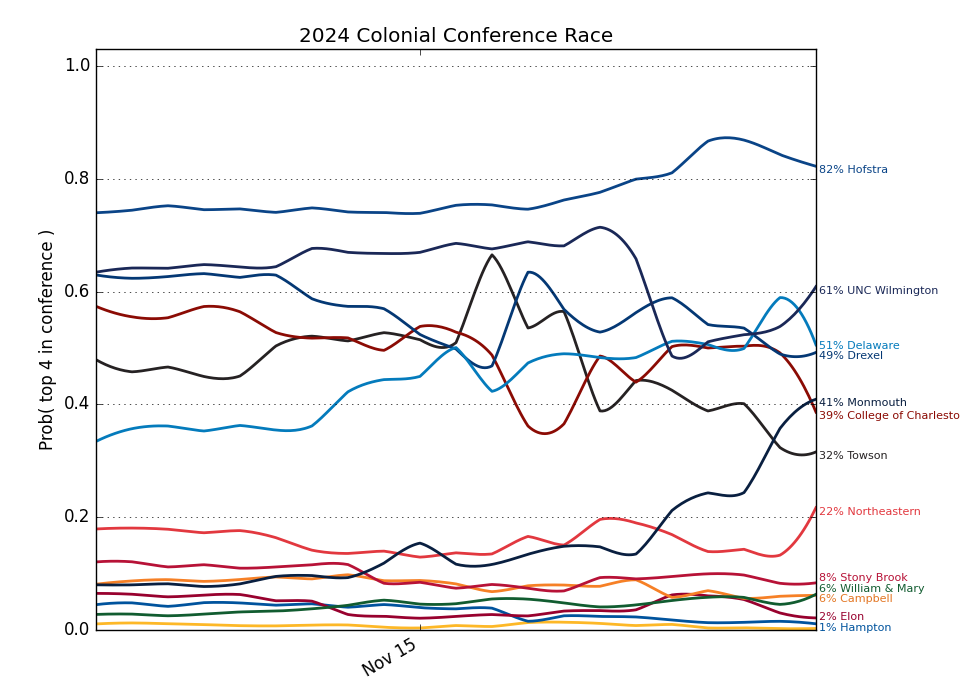 2024 Colonial Conference Race
Prob( top 4 in conference )
1.0
0.8
0.6
0.4
0.2
0.0
Nov 15
82% Hofstra
61% UNC Wilmington
51% Delaware
49% Drexel
41% Monmouth
39% College of Charlesto
32% Towson
22% Northeastern
8% Stony Brook
6% William & Mary
6% Campbell
2% Elon
1% Hampton